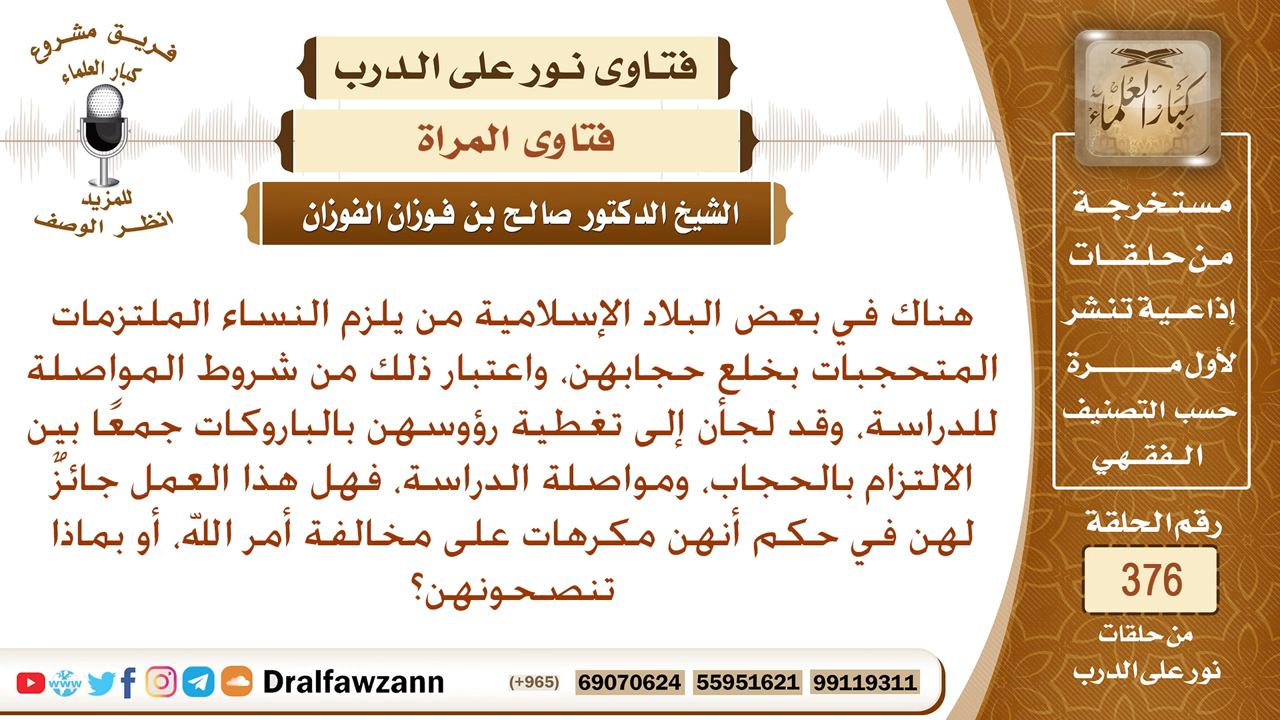 فريق مشروع
كبار العلماء
للمزيد
انظر الوصف
فتاوى نور على الدرب
فتاوى المراة
الشيخ الدكتور صالح بن فوزان الفوزان
هناك في بعض البلاد الإسلامية من يلزم النساء الملتزمات
المتحجبات بخلع حجابهن، واعتبار ذلك من شروط المواصلة
للدراسة، وقد لجأن إلى تغطية رؤوسهن بالباروكات جمعًا بين
الالتزام بالحجاب، ومواصلة الدراسة، فهل هذا العمل جائزٌ
لهن في حكم أنهن مكرهات على مخالفة أمر الله، أو بماذا
تنصحونهن؟
كبار العلماء
مستخرجة
من حلقات
إذاعية تنشر
لأول مرة
حسب التصنيف
الفقهي
رقم الحلقة
376
من حلقات
نور على الدرب
www Dralfawzann (+965) 69070624 55951621 99119311